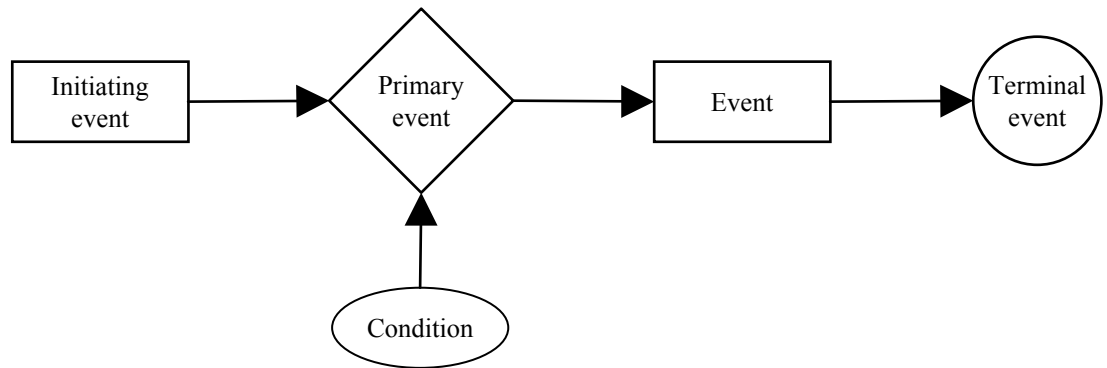 Initiating
event
Primary
event
Event
Terminal
event
Condition